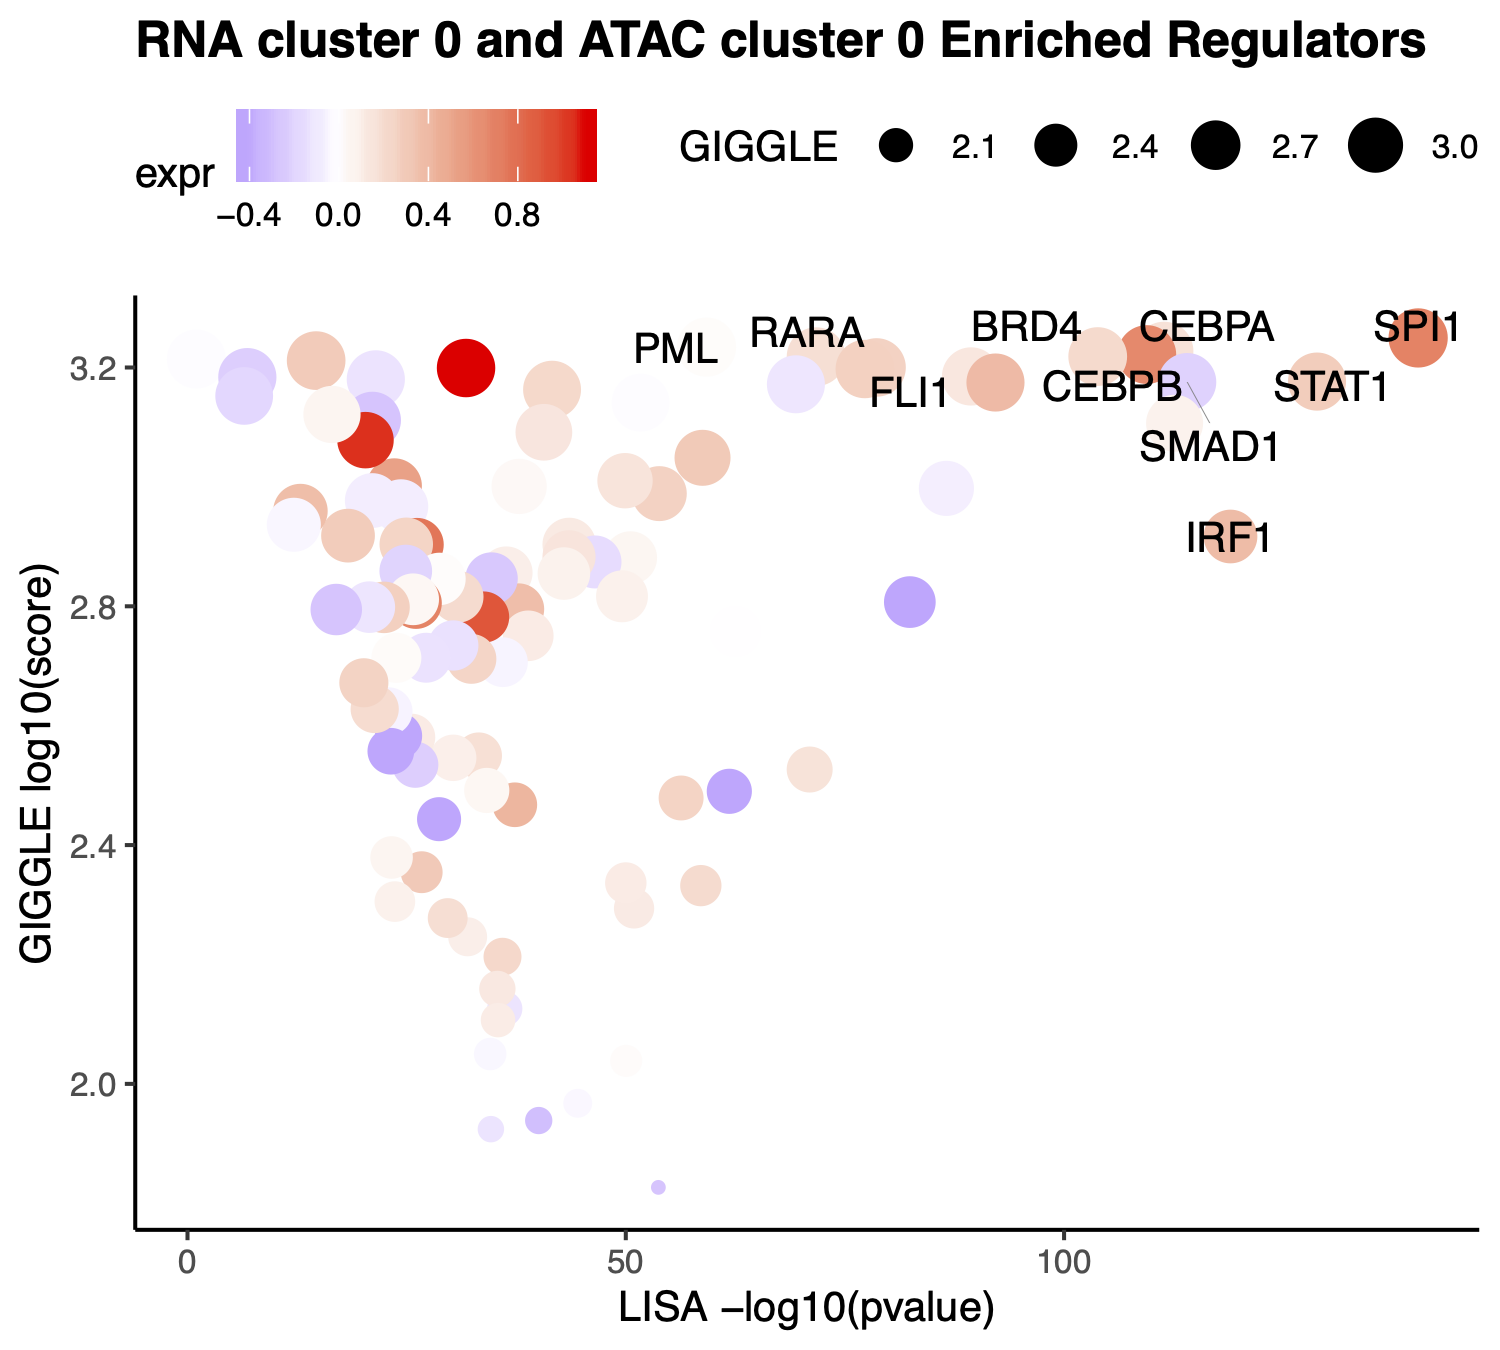 RNA cluster 0 and ATAC cluster 0 Enriched Regulators
expr
−0.4 0.0 0.4 0.8
GIGGLE 2.1 2.4 2.7 3.0
PML
RARA
BRD4
CEBPA
SPI1
FLI1
CEBPB
STAT1
SMAD1
IRF1
GIGGLE log10(score)
3.2
2.8
2.4
2.0
0 50 100
LISA −log10(pvalue)